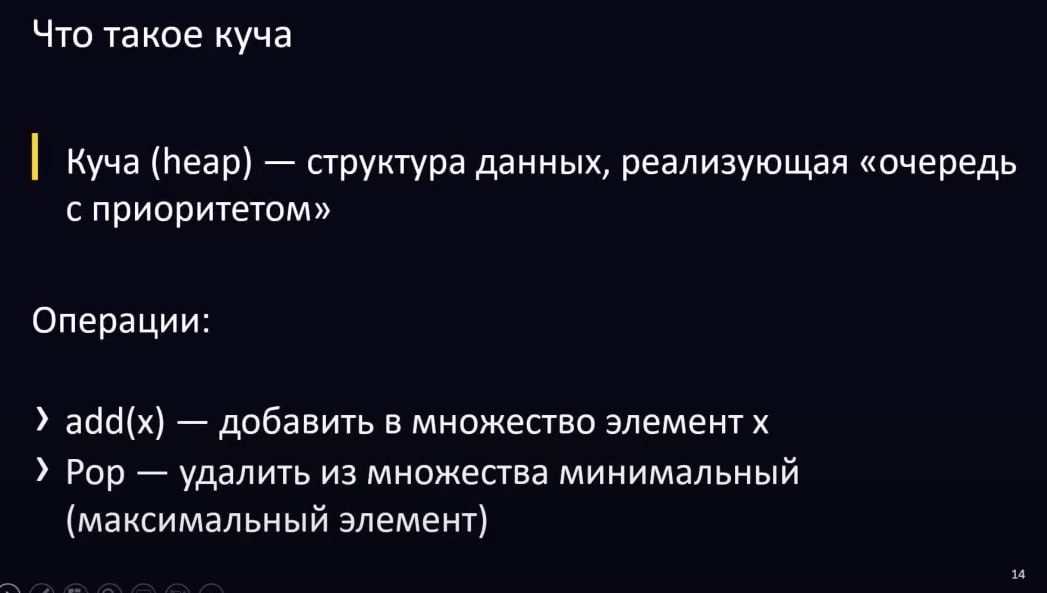 Что такое куча
Куча (heap) — структура данных, реализующая «очередь
с приоритетом»
Операции:
❯ add(x) — добавить в множество элемент x
❯ Pop — удалить из множества минимальный
(максимальный элемент)
14